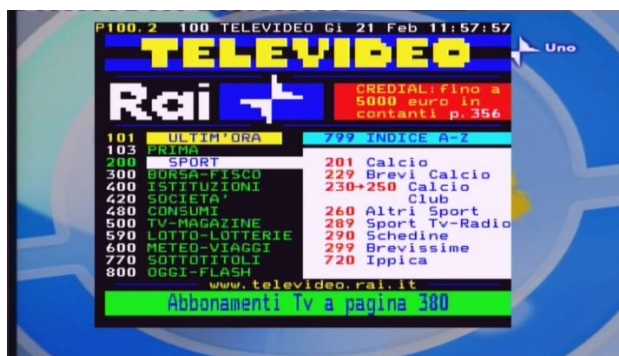 P100.2 100 TELEVIDEO Gi 21 Feb 11:57:57
TELEVIDEO
Uno
Rai
CREDIAL: fino a
5000 euro in
contanti p.356
101 ULTIM'ORA
103 PRIMA
200 SPORT
300 BORSA-FISCO
400 ISTITUZIONI
420 SOCIETA'
480 CONSUMI
500 TV-MAGAZINE
590 LOTTO-LOTTERIE
600 METEO-VIAGGI
770 SOTTOTITOLI
800 OGGI-FLASH
799 INDICE A-Z
201 Calcio
229 Brevi Calcio
230→250 Calcio
Club
260 Altri Sport
289 Sport Tv-Radio
290 Schedine
299 Brevissime
720 Ippica
www.televideo.rai.it
Abbonamenti Tv a pagina 380